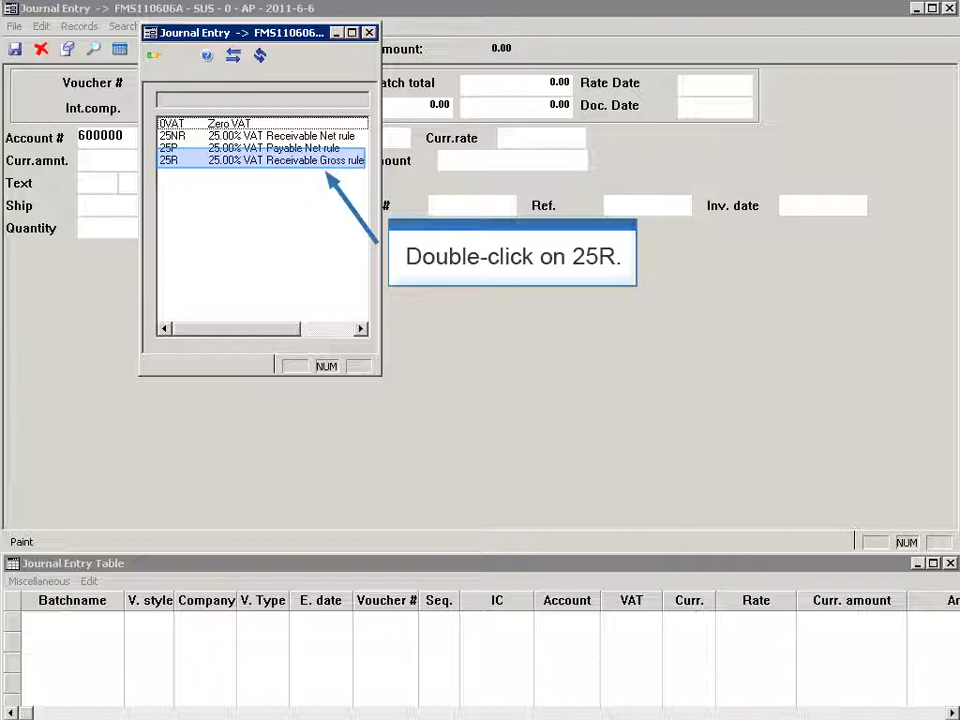 Journal Entry -> FMS110606A - SUS - 0 - AP - 2011-6-6
File Edit Records Search
Journal Entry -> FMS110606...
mount: 0.00
Voucher # atch total 0.00 Rate Date
Int.comp. 0.00 0.00 Doc. Date
Account # 600000 Curr.rate
Curr.amnt. ount
Text
Ship # Ref. Inv. date
Quantity
0VAT Zero VAT
25NR 25.00% VAT Receivable Net rule
25P 25.00% VAT Payable Net rule
25R 25.00% VAT Receivable Gross rule
Double-click on 25R.
NUM
Paint NUM
Journal Entry Table
Miscellaneous Edit
Batchname V. style Company V. Type E. date Voucher # Seq. IC Account VAT Curr. Rate Curr. amount Ar